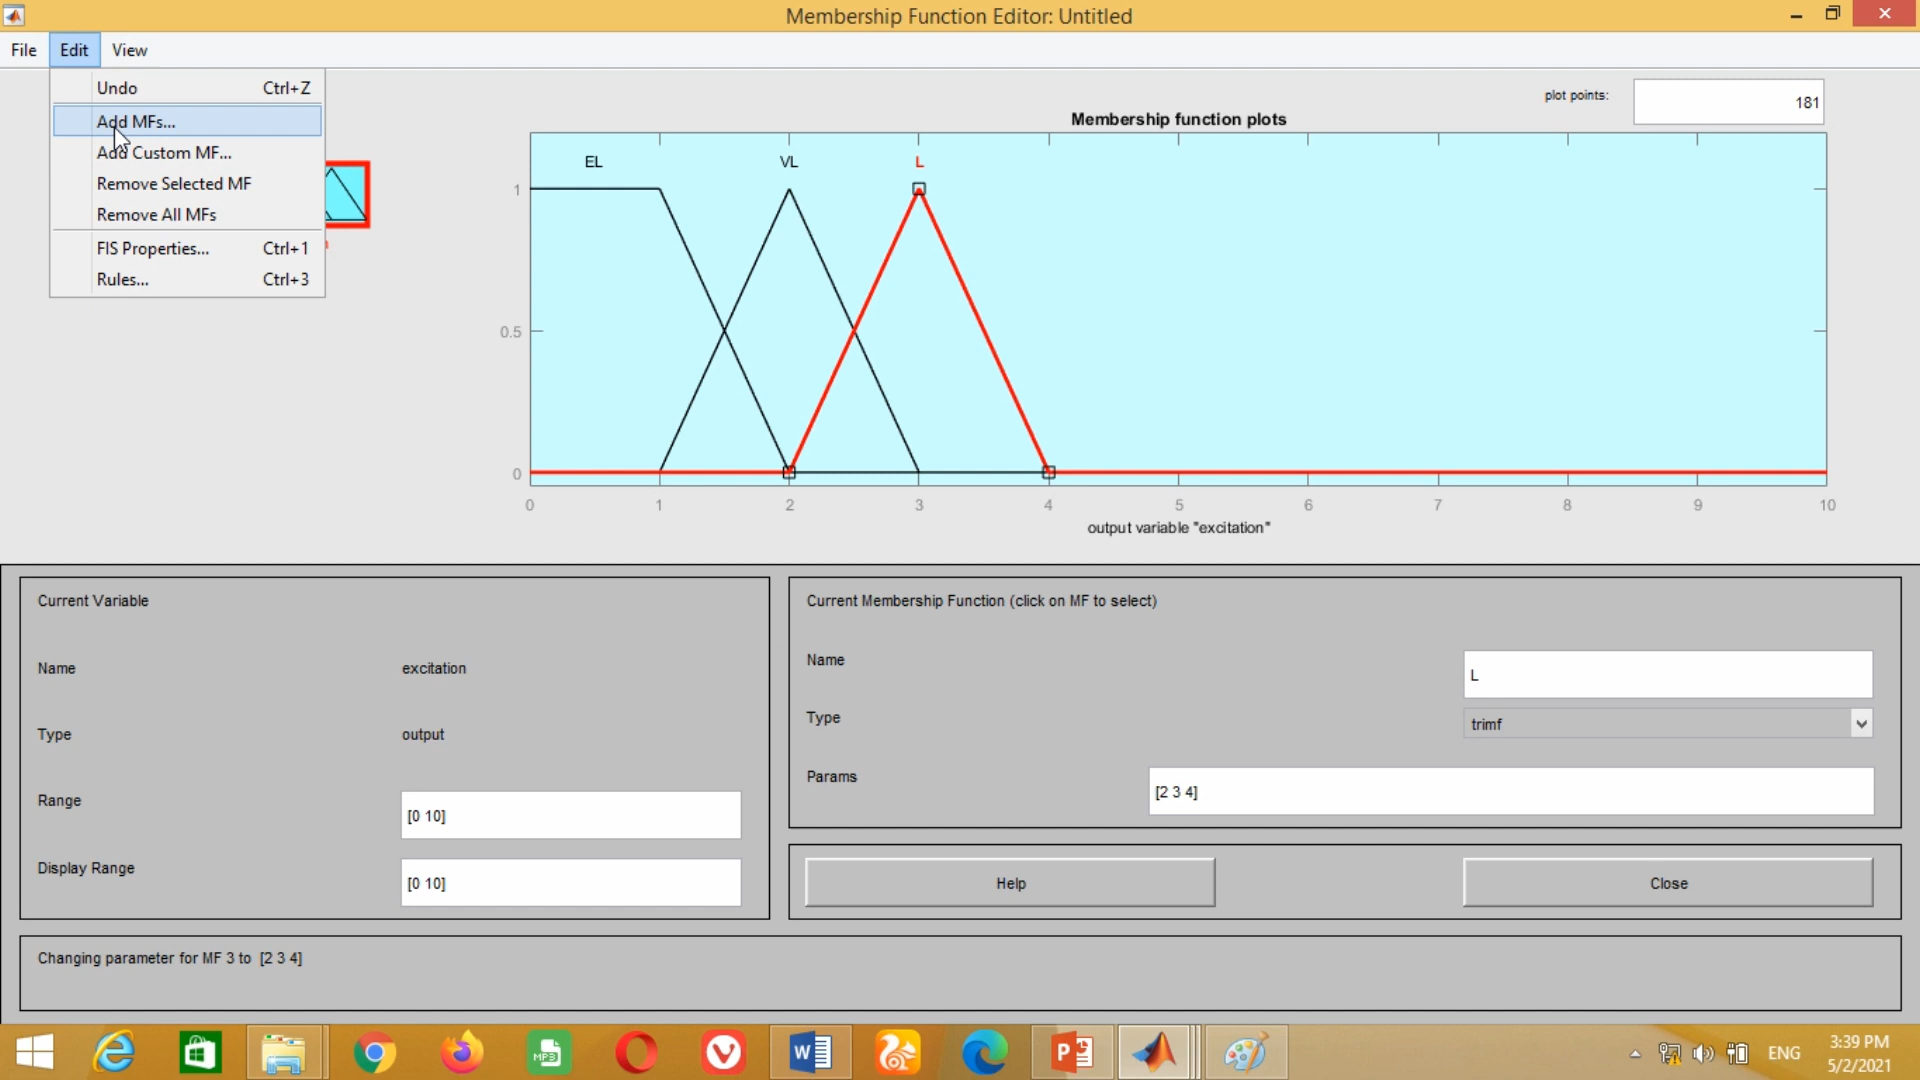 Membership Function Editor: Untitled
File Edit View
Undo Ctrl+Z
Add MFs...
Add Custom MF...
Remove Selected MF
Remove All MFs
FIS Properties... Ctrl+1
Rules... Ctrl+3
plot points: 181
Membership function plots
EL VL L
1
0.5
0
0 1 2 3 4 5 6 7 8 9 10
output variable "excitation"
Current Variable
Name excitation
Type output
Range [0 10]
Display Range [0 10]
Current Membership Function (click on MF to select)
Name L
Type trimf
Params [2 3 4]
Help Close
Changing parameter for MF 3 to [2 3 4]
MP3
W
P
ENG
3:39 PM
5/2/2021